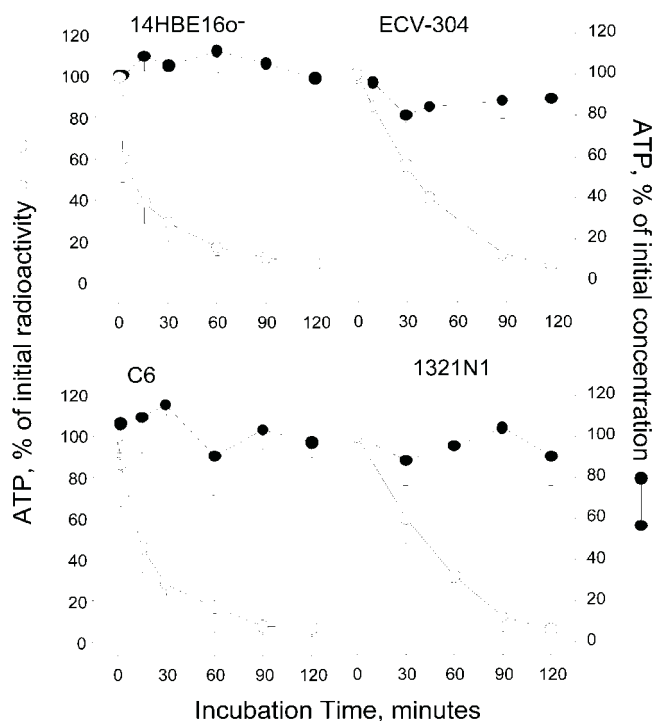 14HBE16o-
ECV-304
120
100
80
60
40
20
0
120
100
80
60
40
20
0
0 30 60 90 120
0 30 60 90 120
C6
1321N1
120
100
80
60
40
20
0
120
100
80
60
40
20
0
0 30 60 90 120
0 30 60 90 120
ATP, % of initial radioactivity
ATP, % of initial concentration
Incubation Time, minutes